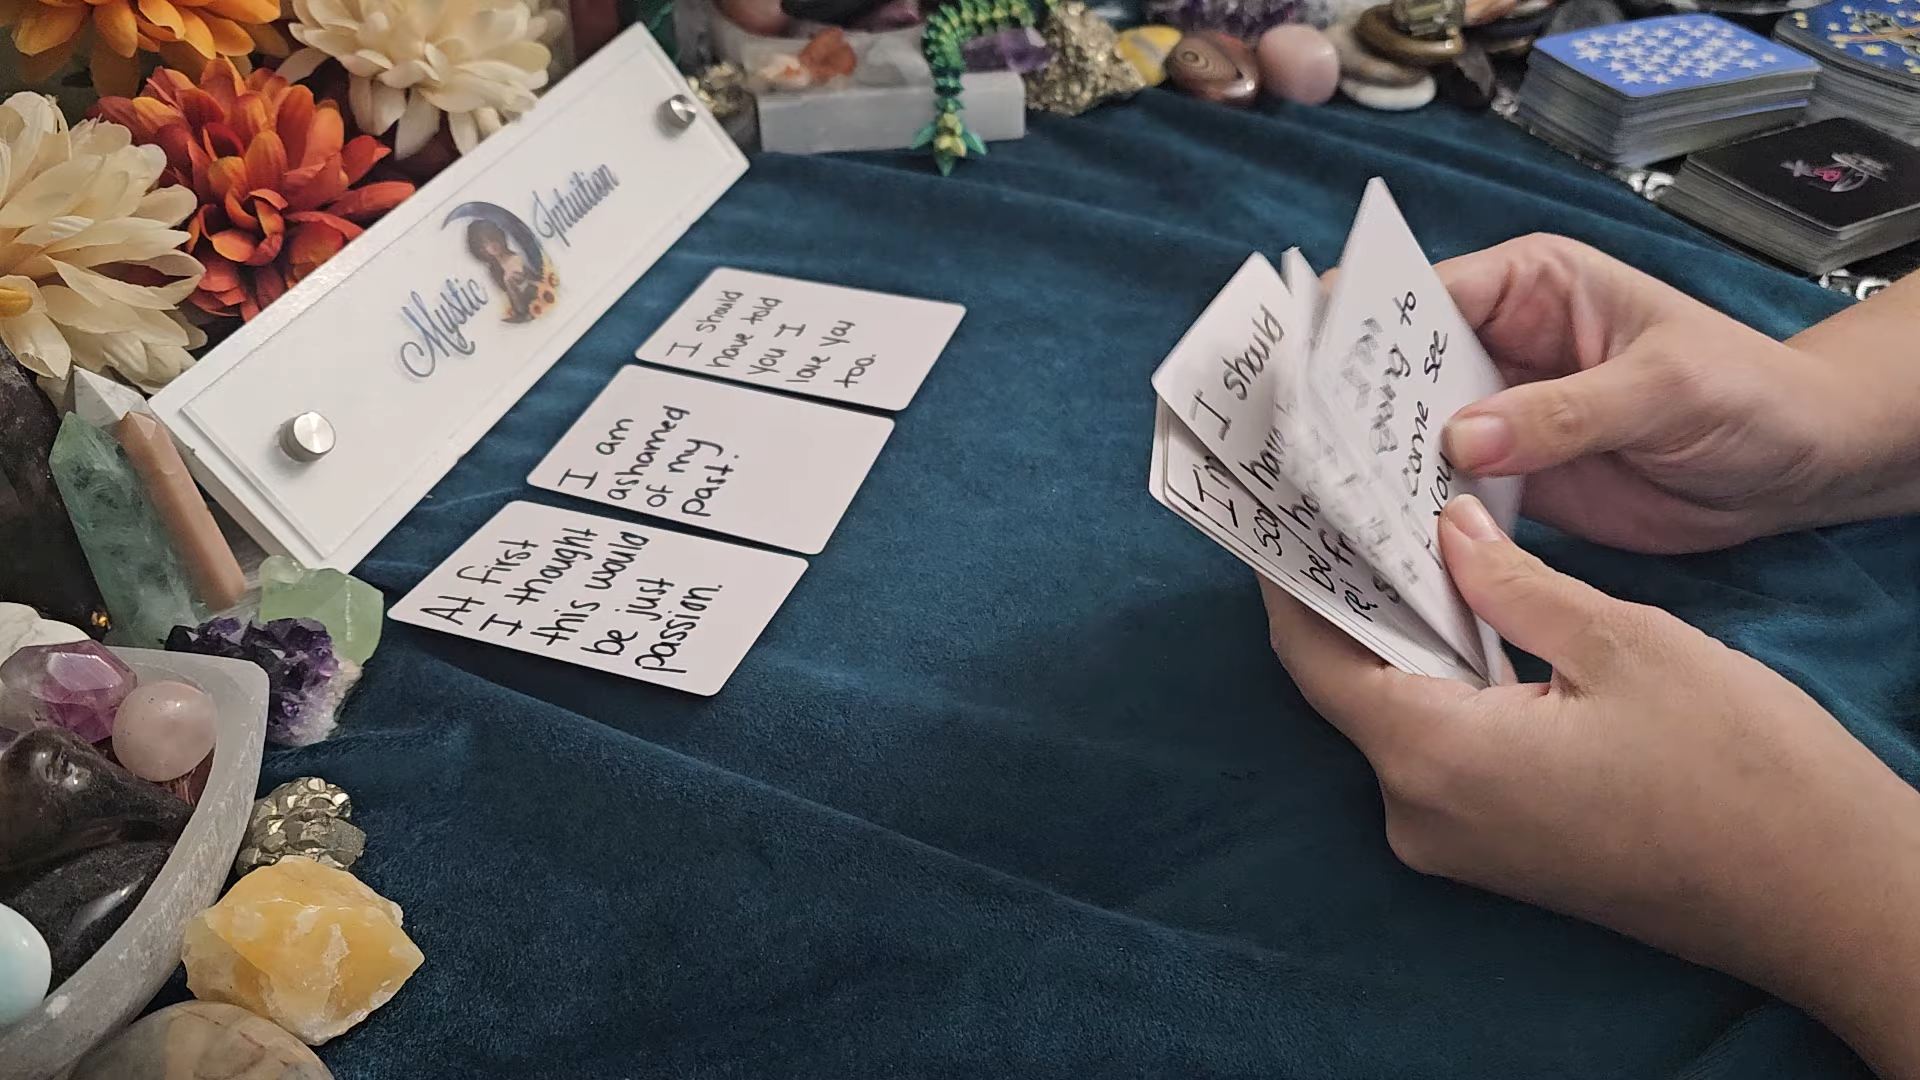 Mystic Intuition
I should
have told
you I
love you
too.
I am
ashamed
of my
past.
At first
I thought
this would
be just
passion.
I should
to
come see
you